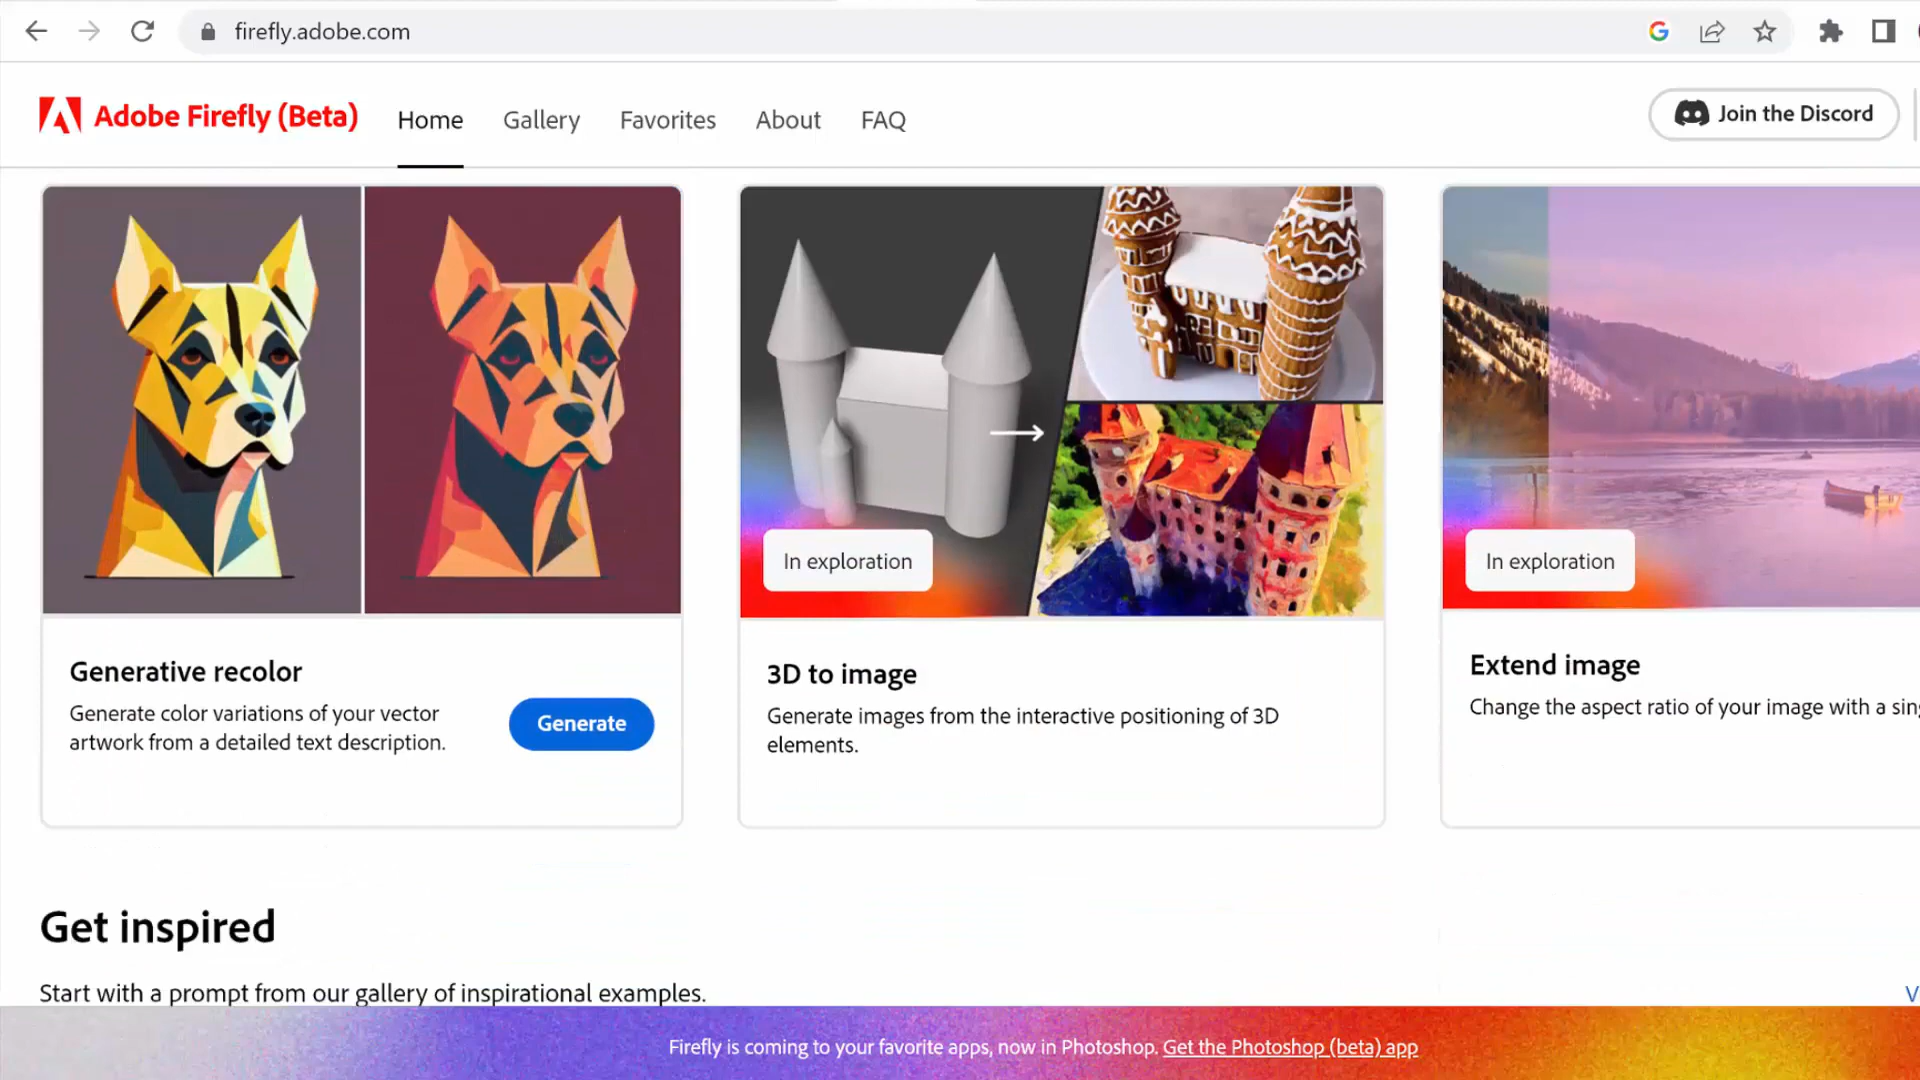 firefly.adobe.com
Adobe Firefly (Beta)
Home
Gallery
Favorites
About
FAQ
Join the Discord
In exploration
In exploration
Generative recolor
Generate color variations of your vector
artwork from a detailed text description.
Generate
3D to image
Generate images from the interactive positioning of 3D
elements.
Extend image
Change the aspect ratio of your image with a
Get inspired
Start with a prompt from our gallery of inspirational examples.
Firefly is coming to your favorite apps, now in Photoshop. Get the Photoshop (beta) app